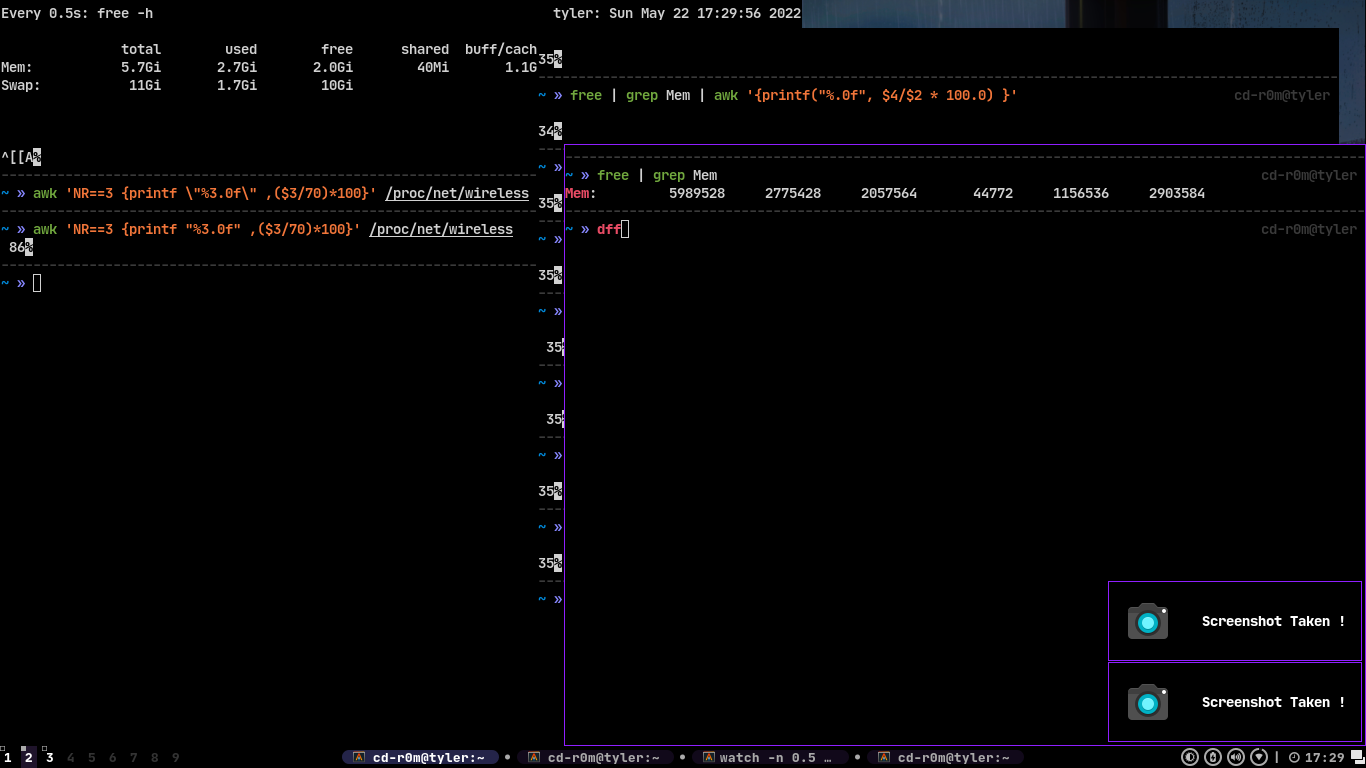 Every 0.5s: free -h
tyler: Sun May 22 17:29:56 2022
total used free shared buff/cach
Mem: 5.7Gi 2.7Gi 2.0Gi 40Mi 1.1G
Swap: 11Gi 1.7Gi 10Gi
^[[A%
~ » awk 'NR==3 {printf \"%3.0f\" ,($3/70)*100}' /proc/net/wireless
~ » awk 'NR==3 {printf "%3.0f" ,($3/70)*100}' /proc/net/wireless
86%
~ »
35%
~ » free | grep Mem | awk '{printf("%.0f", $4/$2 * 100.0) }' cd-r0m@tyler
34%
~ »
35%
~ »
35%
~ »
35%
~ »
35%
~ »
35%
~ »
35%
~ »
~ » free | grep Mem cd-r0m@tyler
Mem: 5989528 2775428 2057564 44772 1156536 2903584
~ » dff cd-r0m@tyler
Screenshot Taken !
Screenshot Taken !
1 2 3 4 5 6 7 8 9 cd-r0m@tyler:~ • cd-r0m@tyler:~ • watch -n 0.5 … • cd-r0m@tyler:~ | 17:29